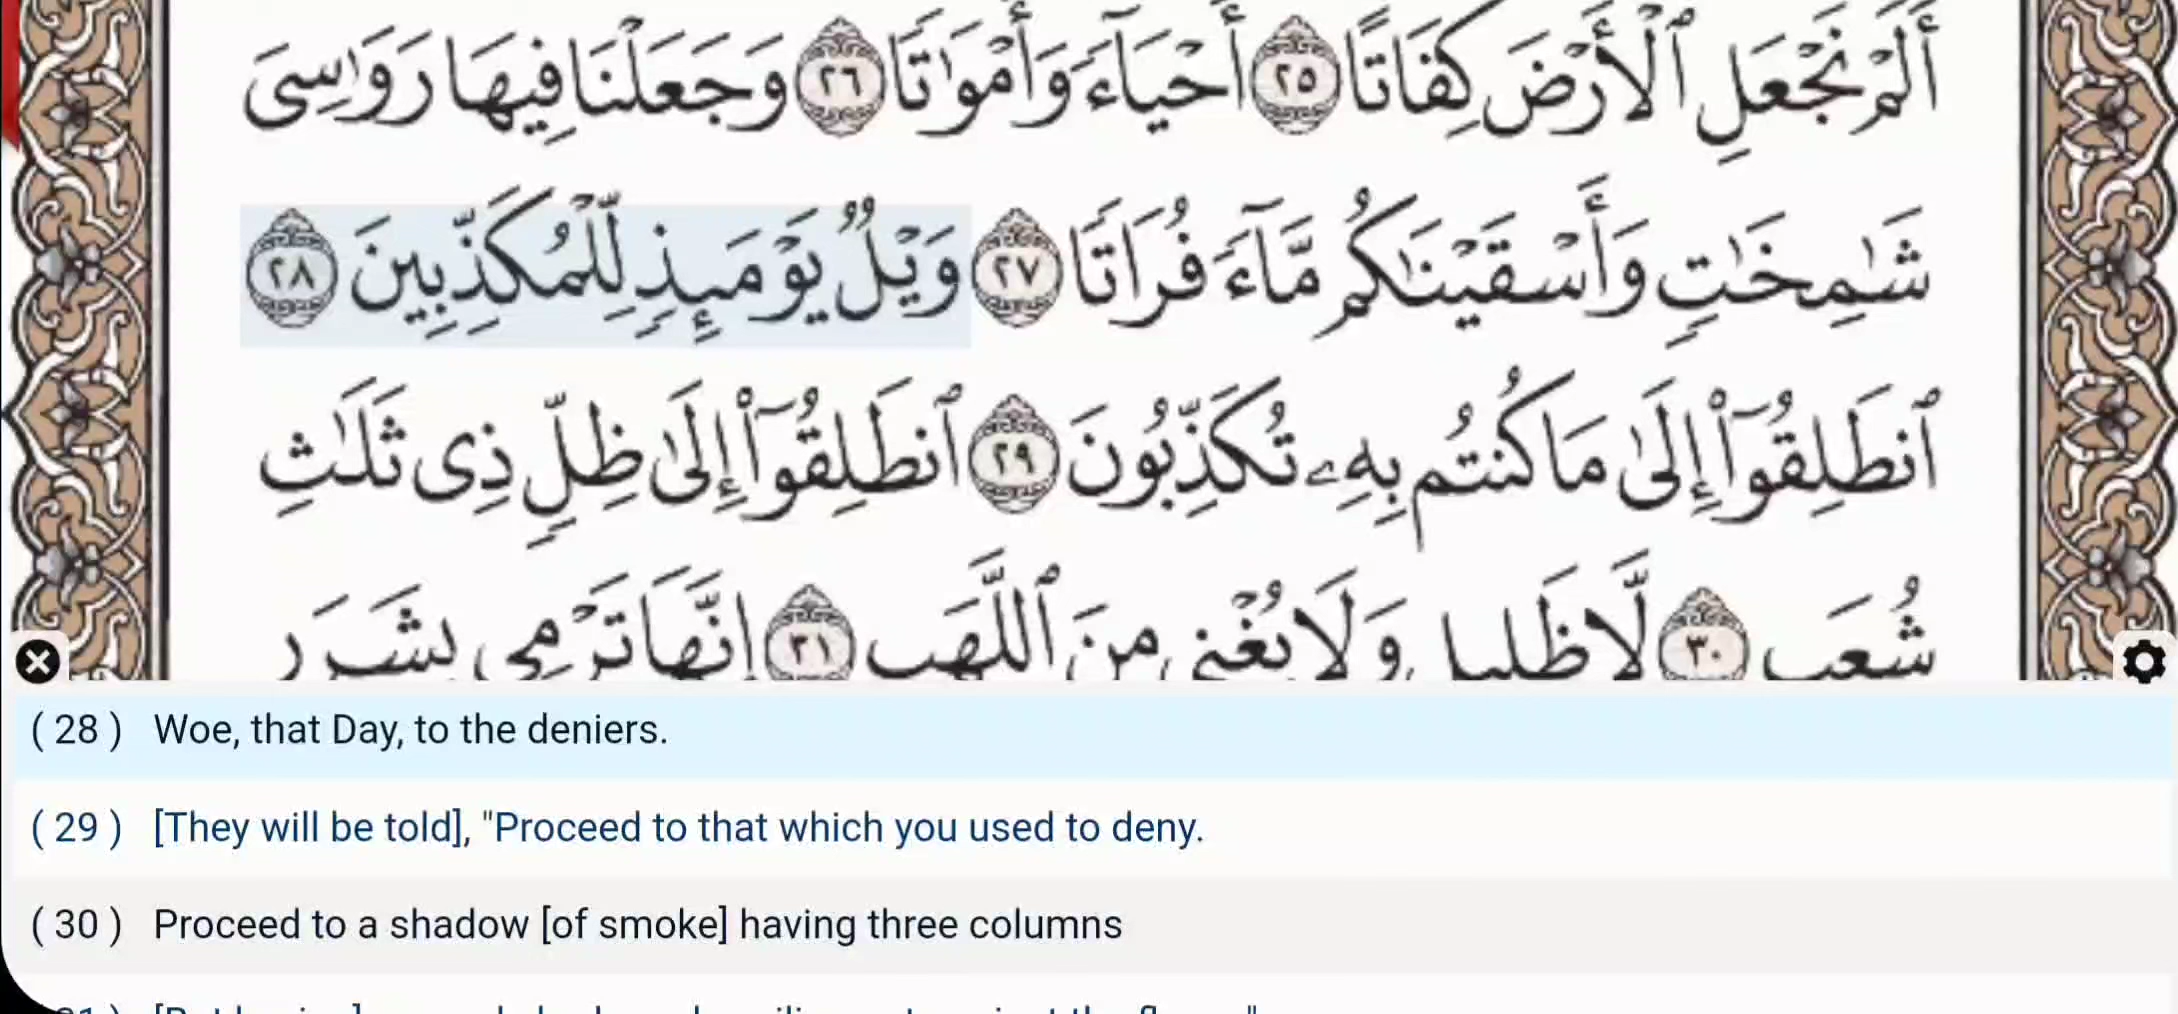 أَلَمْ نَجْعَلِ ٱلْأَرْضَ كِفَاتًا ٢٥ أَحْيَآءً وَأَمْوَٰتًا ٢٦ وَجَعَلْنَا فِيهَا رَوَٰسِىَ
شَٰمِخَٰتٍ وَأَسْقَيْنَٰكُم مَّآءً فُرَاتًا ٢٧ وَيْلٌ يَوْمَئِذٍ لِّلْمُكَذِّبِينَ ٢٨
ٱنطَلِقُوٓا۟ إِلَىٰ مَا كُنتُم بِهِۦ تُكَذِّبُونَ ٢٩ ٱنطَلِقُوٓا۟ إِلَىٰ ظِلٍّ ذِى ثَلَٰثِ
شُعَبٍ ٣٠ لَّا ظَلِيلٍ وَلَا يُغْنِى مِنَ ٱللَّهَبِ ٣١ إِنَّهَا تَرْمِى بِشَرَرٍ
( 28 ) Woe, that Day, to the deniers.
( 29 ) [They will be told], "Proceed to that which you used to deny.
( 30 ) Proceed to a shadow [of smoke] having three columns